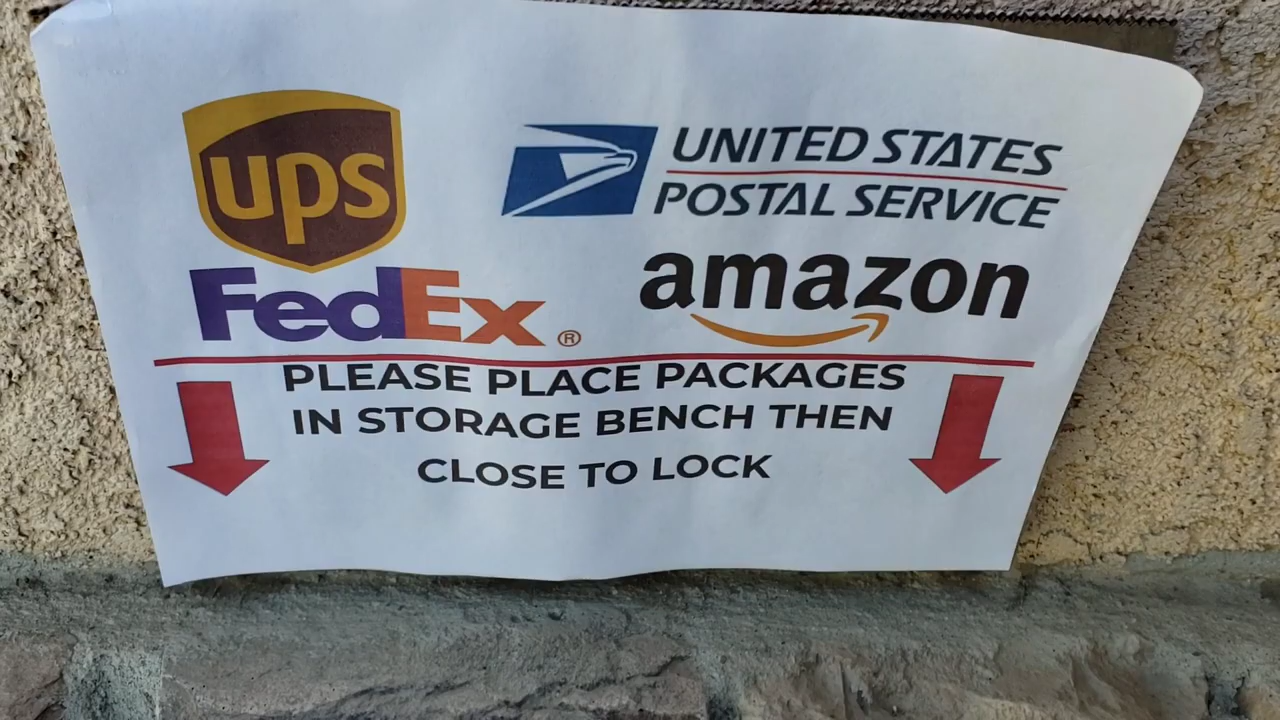 ups
UNITED STATES
POSTAL SERVICE
FedEx®
amazon
PLEASE PLACE PACKAGES
IN STORAGE BENCH THEN
CLOSE TO LOCK